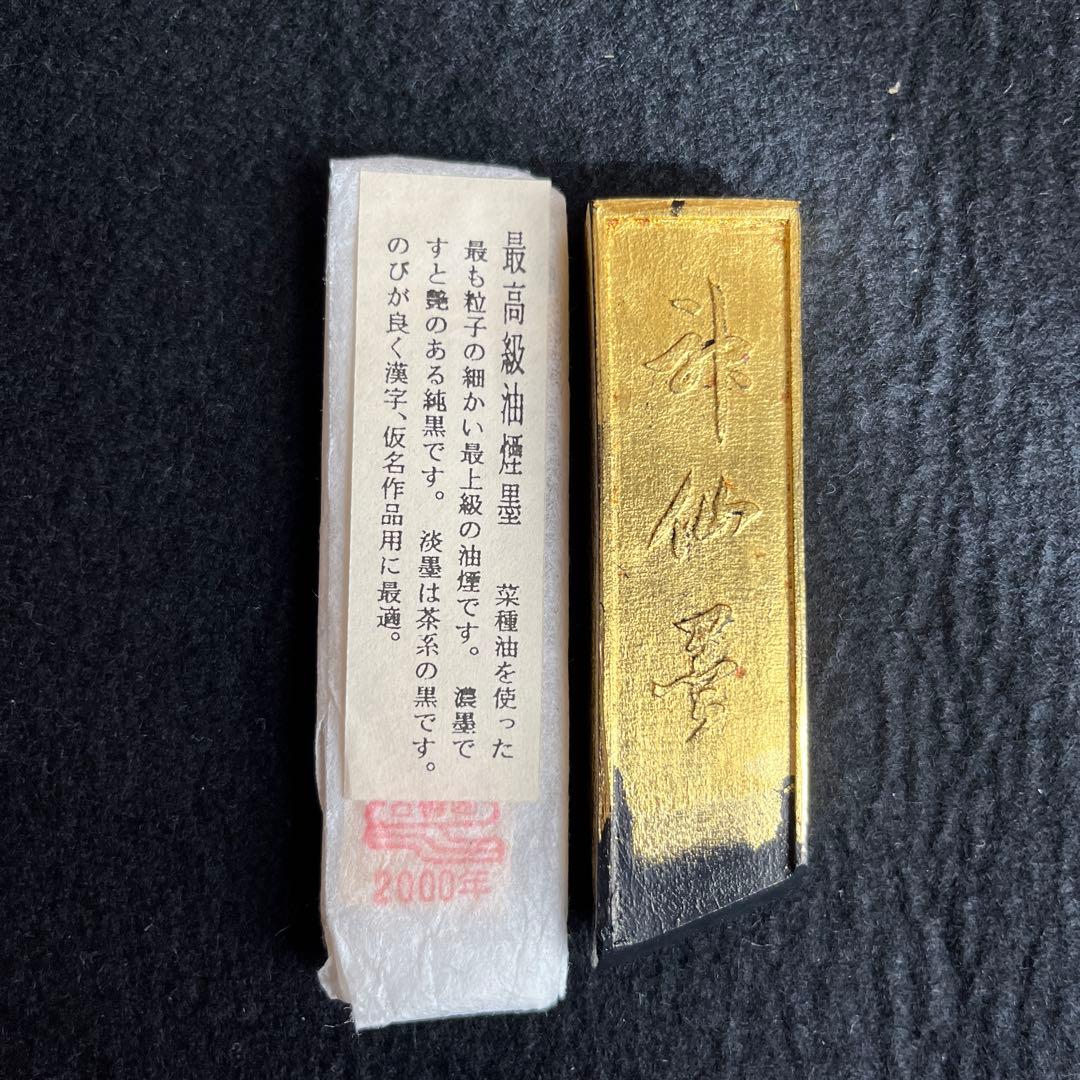 最高級油煙墨　菜種油を使った
最も粒子の細かい最上級の油煙です。　濃墨で
すと艶のある純黒です。　淡墨は茶系の黒です。
のびが良く漢字、仮名作品用に最適。
2000年
神仙墨